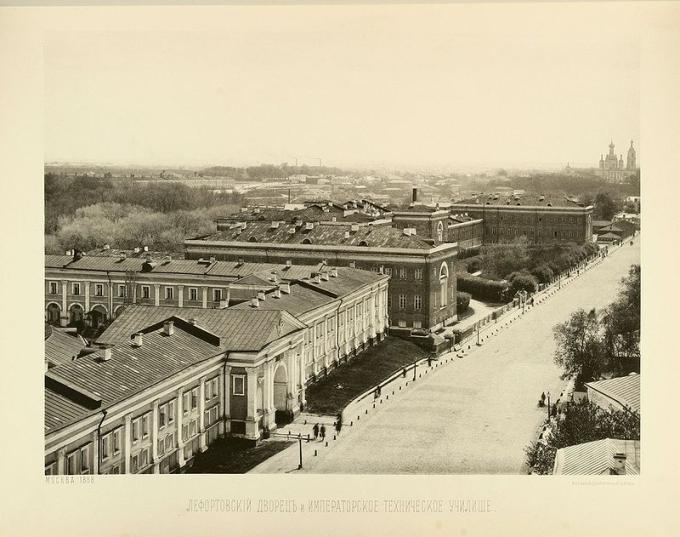 МОСКВА 1888
ЛЕФОРТОВСКІЙ ДВОРЕЦЪ и ИМПЕРАТОРСКОЕ ТЕХНИЧЕСКОЕ УЧИЛИЩЕ.